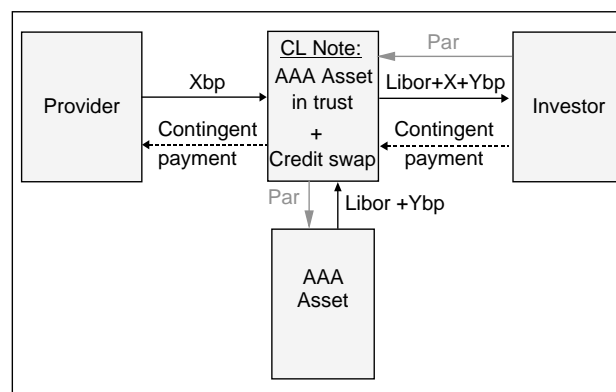 CL Note:
AAA Asset
in trust
+
Credit swap
Provider
Xbp
Contingent
payment
Par
Libor+X+Ybp
Contingent
payment
Investor
Par
Libor +Ybp
AAA
Asset